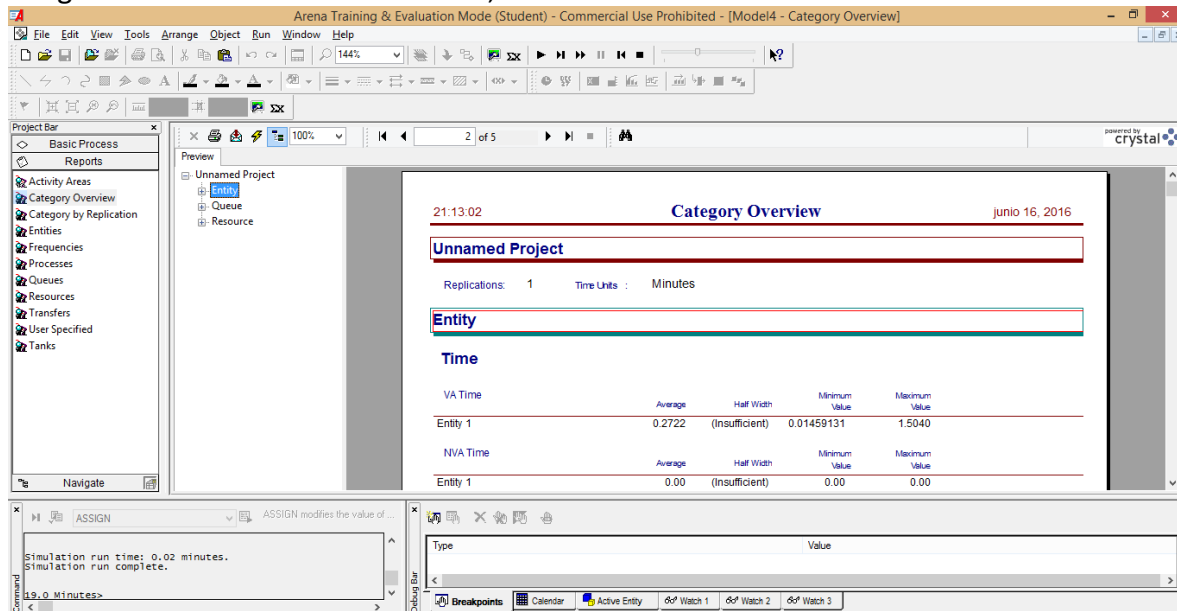 Arena Training & Evaluation Mode (Student) - Commercial Use Prohibited - [Model4 - Category Overview]
File Edit View Tools Arrange Object Run Window Help
144%
Project Bar
Basic Process
Reports
Activity Areas
Category Overview
Category by Replication
Entities
Frequencies
Processes
Queues
Resources
Transfers
User Specified
Tanks
Navigate
100%
2 of 5
powered by
crystal
Preview
Unnamed Project
Entity
Queue
Resource
21:13:02 Category Overview junio 16, 2016
Unnamed Project
Replications: 1 Time Units : Minutes
Entity
Time
VA Time Average Half Width Minimum Value Maximum Value
Entity 1 0.2722 (Insufficient) 0.01459131 1.5040
NVA Time Average Half Width Minimum Value Maximum Value
Entity 1 0.00 (Insufficient) 0.00 0.00
ASSIGN ASSIGN modifies the value of ...
Simulation run time: 0.02 minutes.
Simulation run complete.
19.0 Minutes>
Command
Debug Bar
Type Value
Breakpoints Calendar Active Entity Watch 1 Watch 2 Watch 3